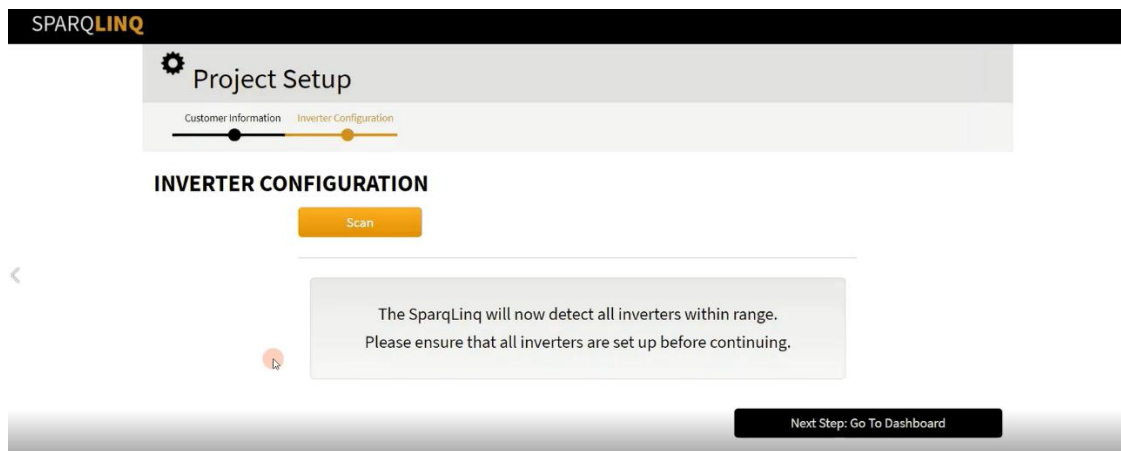 SPARQLINQ
Project Setup
Customer Information Inverter Configuration
INVERTER CONFIGURATION
Scan
The SparqLinq will now detect all inverters within range.
Please ensure that all inverters are set up before continuing.
Next Step: Go To Dashboard